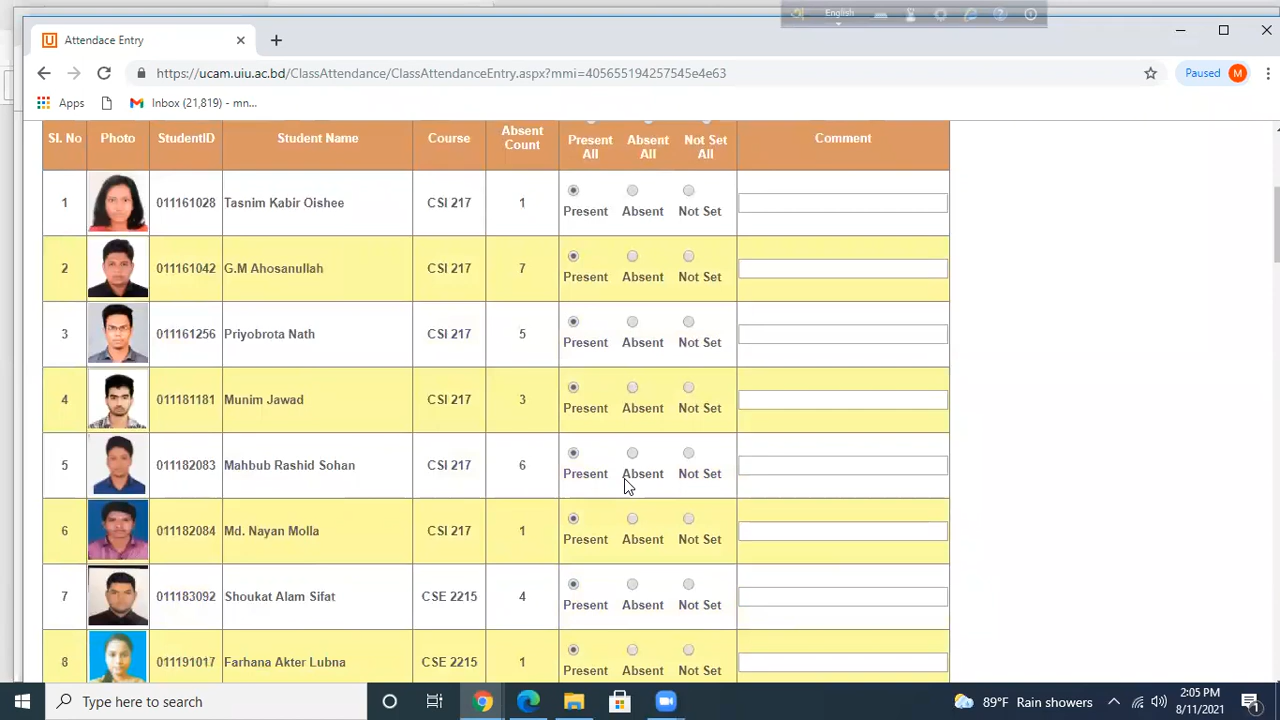 English
Attendace Entry
https://ucam.uiu.ac.bd/ClassAttendance/ClassAttendanceEntry.aspx?mmi=405655194257545e4e63
Paused M
Apps Inbox (21,819) - mn...
Sl. No Photo StudentID Student Name Course Absent Count Present All Absent All Not Set All Comment
1 011161028 Tasnim Kabir Oishee CSI 217 1 Present Absent Not Set
2 011161042 G.M Ahosanullah CSI 217 7 Present Absent Not Set
3 011161256 Priyobrota Nath CSI 217 5 Present Absent Not Set
4 011181181 Munim Jawad CSI 217 3 Present Absent Not Set
5 011182083 Mahbub Rashid Sohan CSI 217 6 Present Absent Not Set
6 011182084 Md. Nayan Molla CSI 217 1 Present Absent Not Set
7 011183092 Shoukat Alam Sifat CSE 2215 4 Present Absent Not Set
8 011191017 Farhana Akter Lubna CSE 2215 1 Present Absent Not Set
Type here to search 89°F Rain showers 2:05 PM
8/11/2021 1